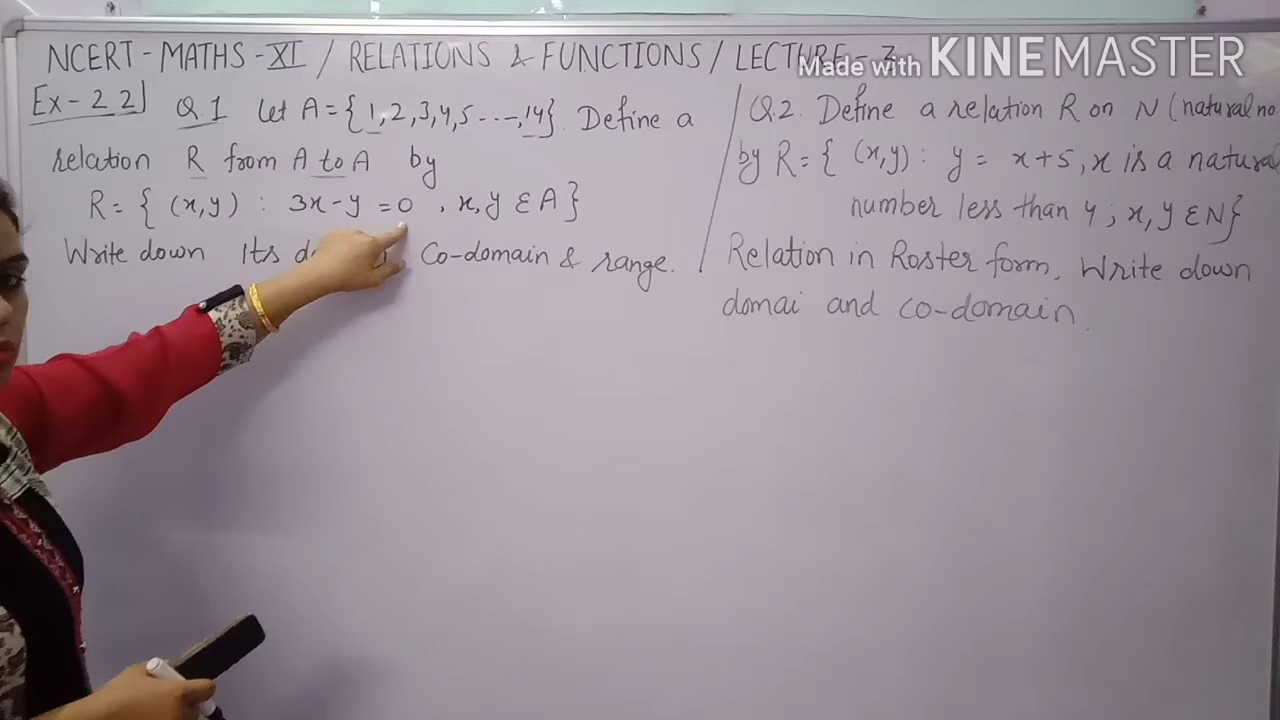 NCERT - MATHS - XI / RELATIONS & FUNCTIONS / LECTURE - 3
Made with KINEMASTER
Ex - 2.2
Q.1 Let A = {1, 2, 3, 4, 5 - - -, 14}. Define a
relation R from A to A by
R = { (x, y) : 3x - y = 0, x, y ε A }
Write down Its Co-domain & range.
Q.2. Define a relation R on N (natural no
by R = { (x, y) : y = x + 5, x is a natural
number less than 4 ; x, y ε N}
Relation in Roster form. Write down
domai and co-domain.